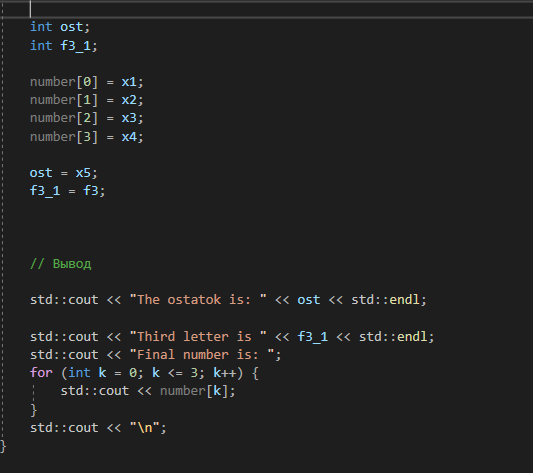 int ost;
int f3_1;
number[0] = x1;
number[1] = x2;
number[2] = x3;
number[3] = x4;
ost = x5;
f3_1 = f3;
// Вывод
std::cout << "The ostatok is: " << ost << std::endl;
std::cout << "Third letter is " << f3_1 << std::endl;
std::cout << "Final number is: ";
for (int k = 0; k <= 3; k++) {
std::cout << number[k];
}
std::cout << "\n";
}